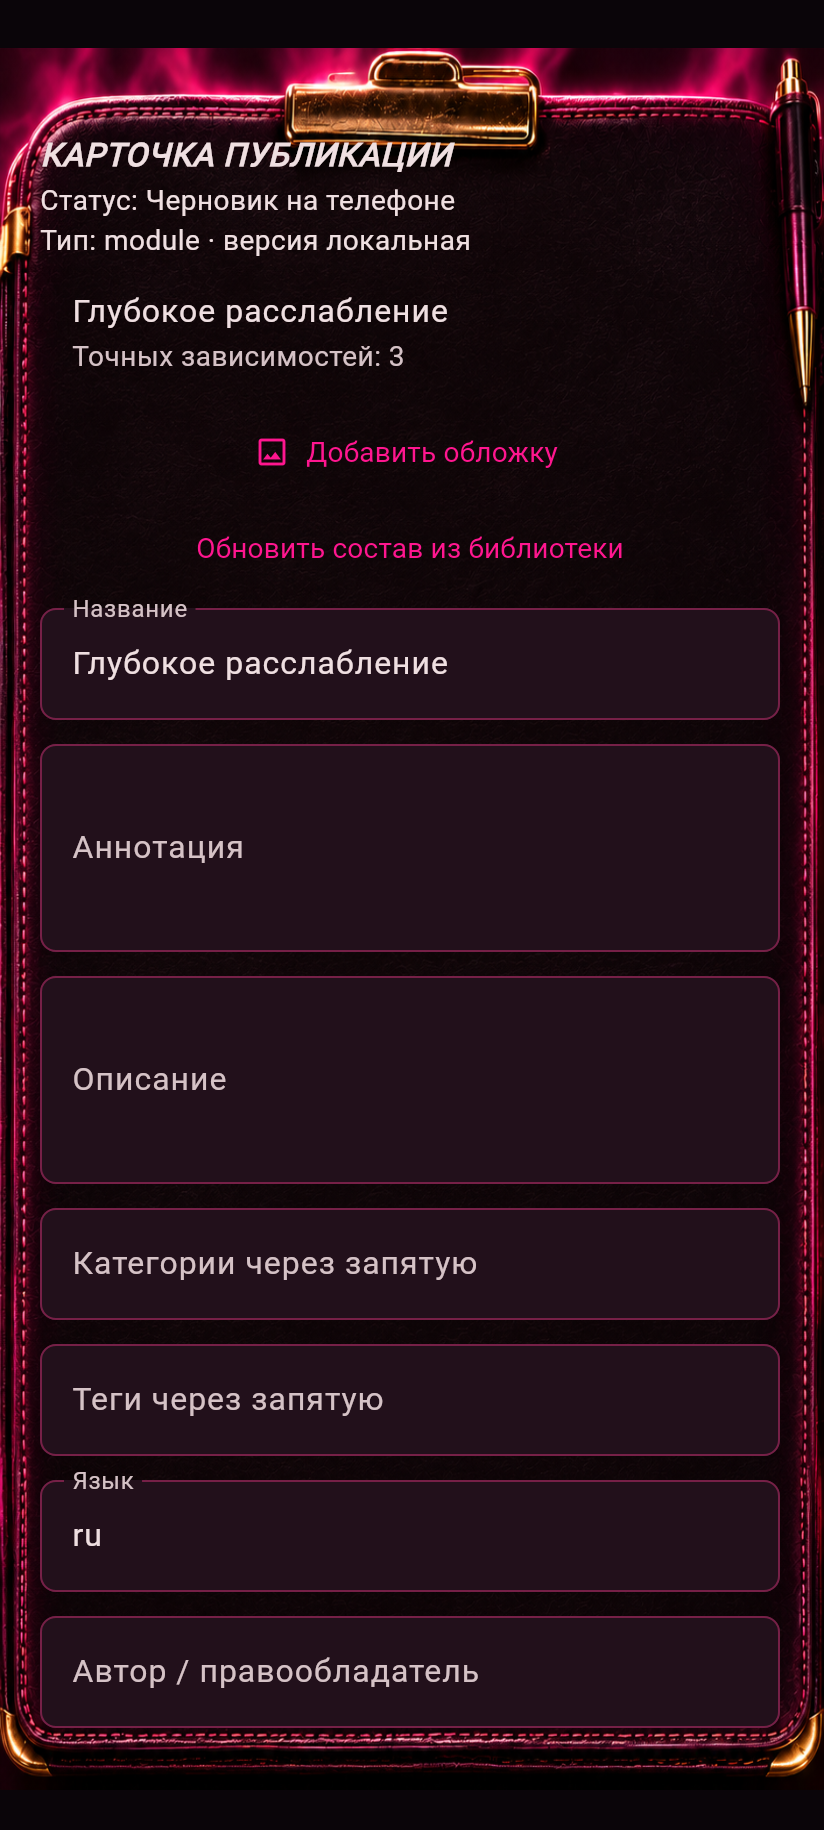 КАРТОЧКА ПУБЛИКАЦИИ
Статус: Черновик на телефоне
Тип: module · версия локальная
Глубокое расслабление
Точных зависимостей: 3
Добавить обложку
Обновить состав из библиотеки
Название
Глубокое расслабление
Аннотация
Описание
Категории через запятую
Теги через запятую
Язык
ru
Автор / правообладатель